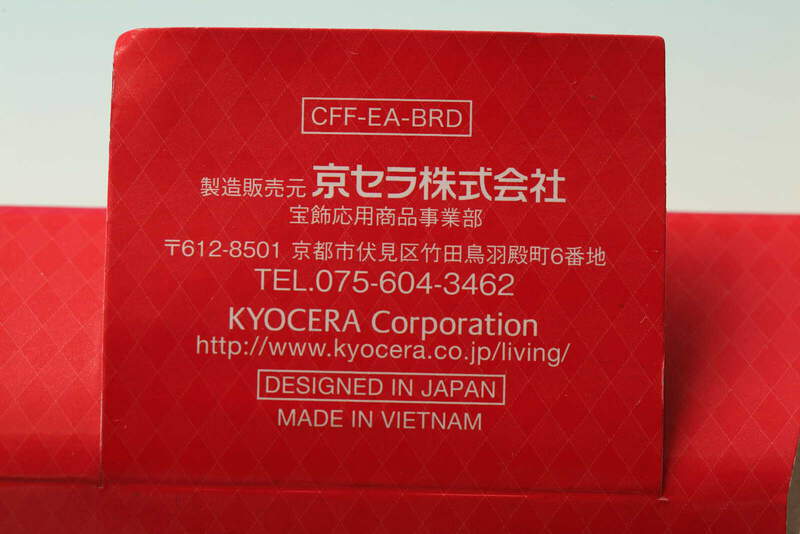 CFF-EA-BRD
製造販売元 京セラ株式会社
宝飾応用商品事業部
〒612-8501 京都市伏見区竹田鳥羽殿町6番地
TEL.075-604-3462
KYOCERA Corporation
http://www.kyocera.co.jp/living/
DESIGNED IN JAPAN
MADE IN VIETNAM